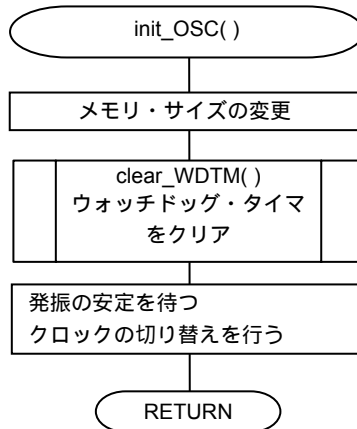 init_OSC( )
メモリ・サイズの変更
clear_WDTM( )
ウォッチドッグ・タイマ
をクリア
発振の安定を待つ
クロックの切り替えを行う
RETURN